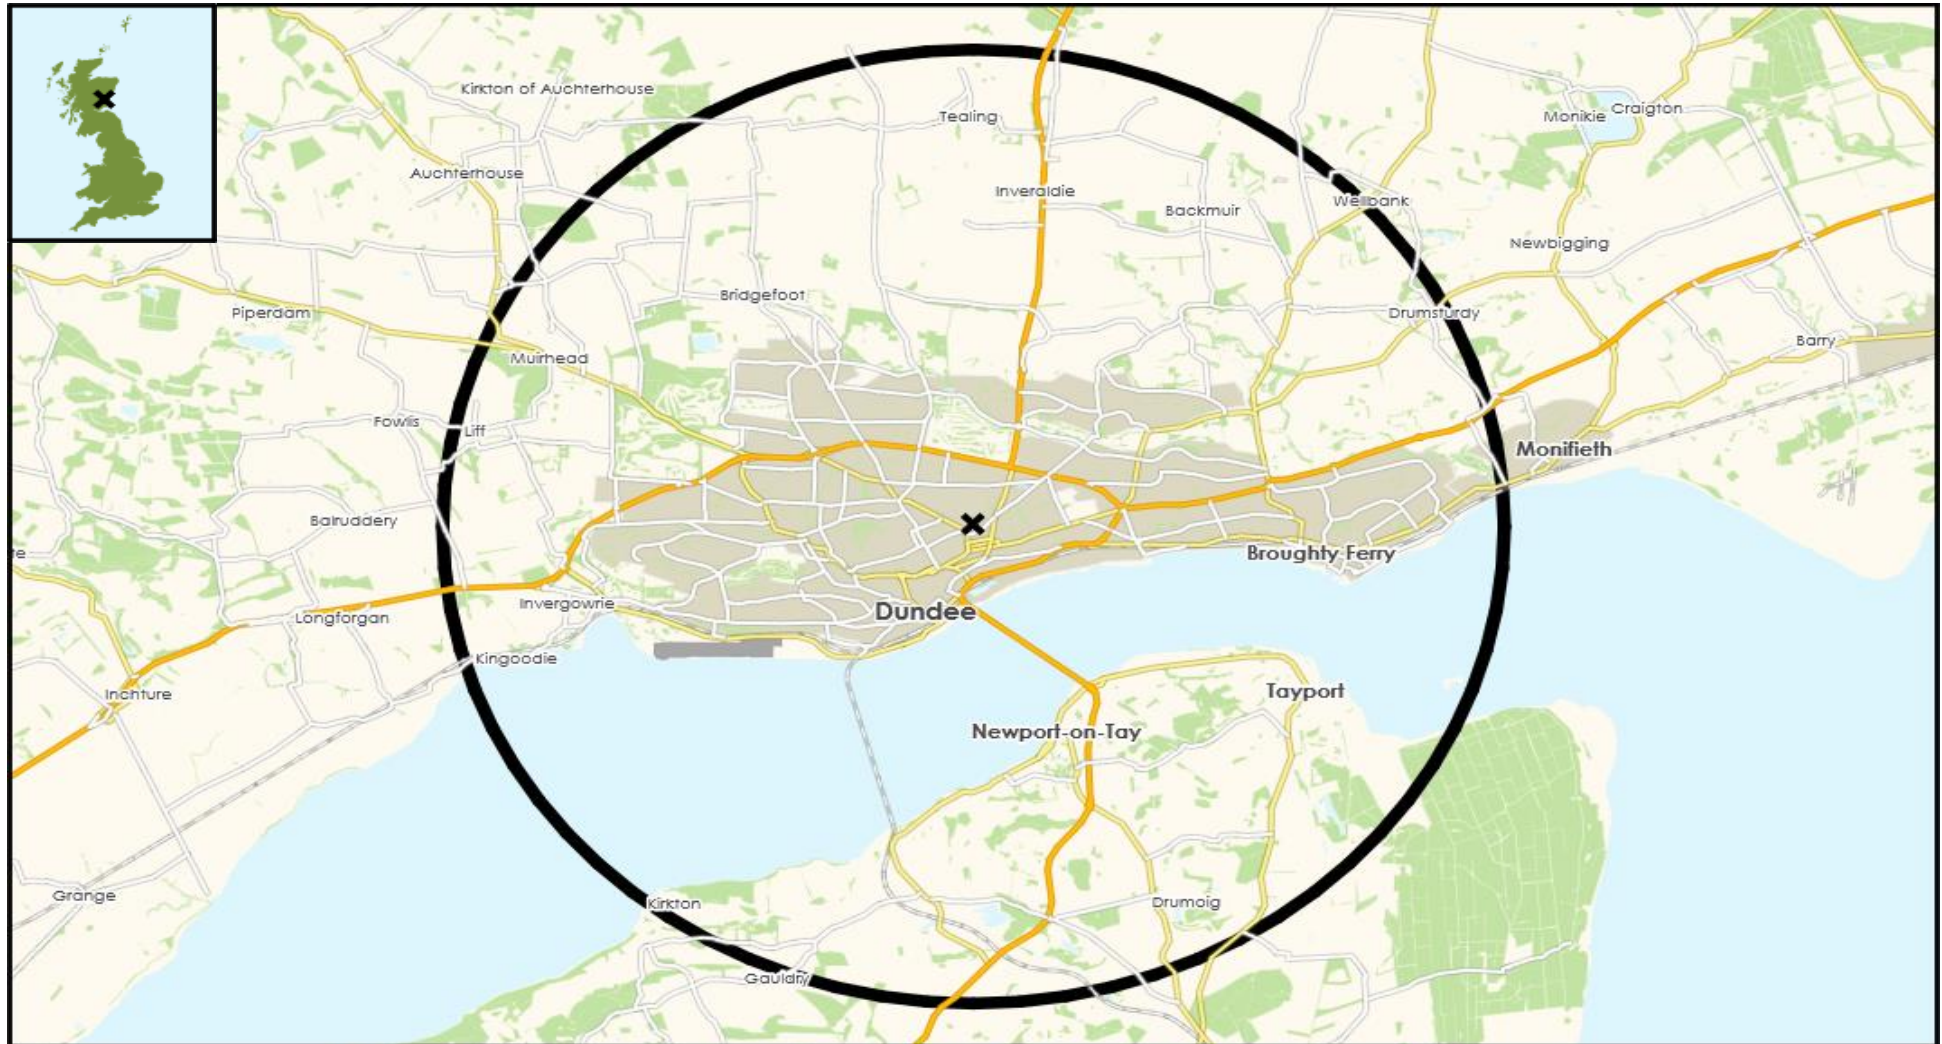 Kirkton of Auchterhouse
Tealing
Monikie
Craigton
Auchterhouse
Inveraldie
Backmuir
Wellbank
Newbigging
Bridgefoot
Piperdam
Drumsturdy
Barry
Muirhead
Fowlis
Liff
Monifieth
Balruddery
te
Broughty Ferry
Invergowrie
Dundee
Longforgan
Kingoodie
Inchture
Tayport
Newport-on-Tay
Grange
Kirkton
Drumoig
Gauldry